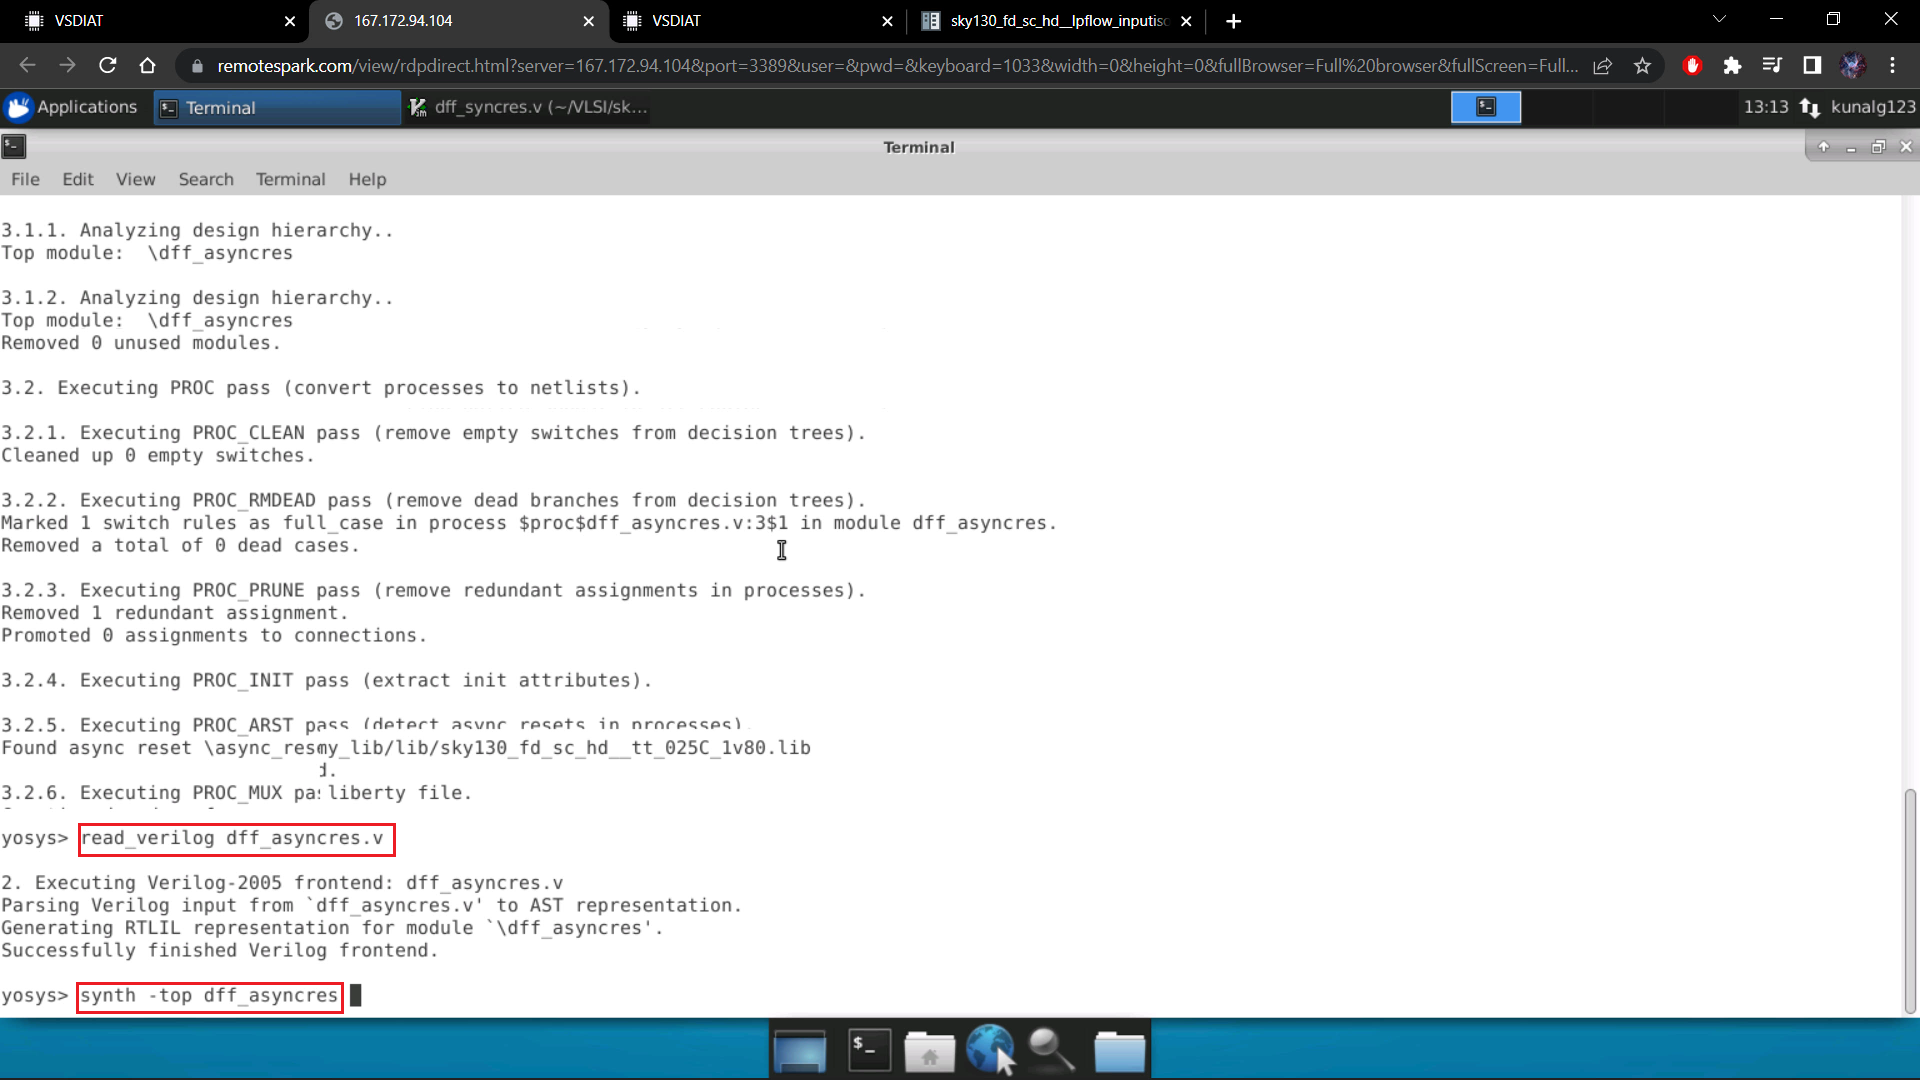 VSDIAT
167.172.94.104
VSDIAT
sky130_fd_sc_hd__lpflow_inputisc
remotespark.com/view/rdpdirect.html?server=167.172.94.104&port=3389&user=&pwd=&keyboard=1033&width=0&height=0&fullBrowser=Full%20browser&fullScreen=Full...
Applications
Terminal
dff_syncres.v (~/VLSI/sk...
13:13
kunalg123
Terminal
File Edit View Search Terminal Help
3.1.1. Analyzing design hierarchy..
Top module:  \dff_asyncres
3.1.2. Analyzing design hierarchy..
Top module:  \dff_asyncres
Removed 0 unused modules.
3.2. Executing PROC pass (convert processes to netlists).
3.2.1. Executing PROC_CLEAN pass (remove empty switches from decision trees).
Cleaned up 0 empty switches.
3.2.2. Executing PROC_RMDEAD pass (remove dead branches from decision trees).
Marked 1 switch rules as full_case in process $proc$dff_asyncres.v:3$1 in module dff_asyncres.
Removed a total of 0 dead cases.
3.2.3. Executing PROC_PRUNE pass (remove redundant assignments in processes).
Removed 1 redundant assignment.
Promoted 0 assignments to connections.
3.2.4. Executing PROC_INIT pass (extract init attributes).
3.2.5. Executing PROC_ARST pass (detect async resets in processes).
Found async reset \async_resmy_lib/lib/sky130_fd_sc_hd__tt_025C_1v80.lib
d.
3.2.6. Executing PROC_MUX pas liberty file.
yosys> read_verilog dff_asyncres.v
2. Executing Verilog-2005 frontend: dff_asyncres.v
Parsing Verilog input from `dff_asyncres.v' to AST representation.
Generating RTLIL representation for module `\dff_asyncres'.
Successfully finished Verilog frontend.
yosys> synth -top dff_asyncres